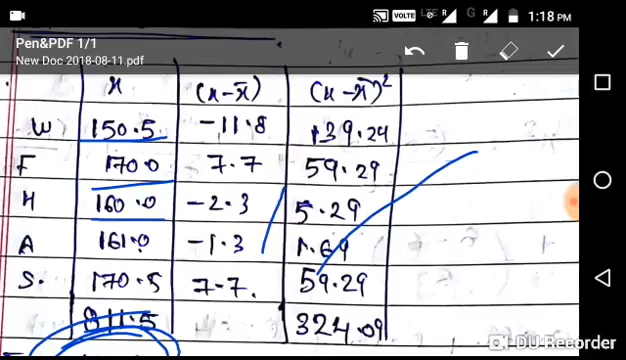 VOLTE LTE R G R 1:18 PM
Pen&PDF 1/1
New Doc 2018-08-11.pdf
x (x-x̄) (x-x̄)²
W 150.5 -11.8 139.24
F 170.0 7.7 59.29
H 160.0 -2.3 5.29
A 161.0 -1.3 1.69
S. 170.5 7.7. 59.29
811.5 324.09
DU Recorder